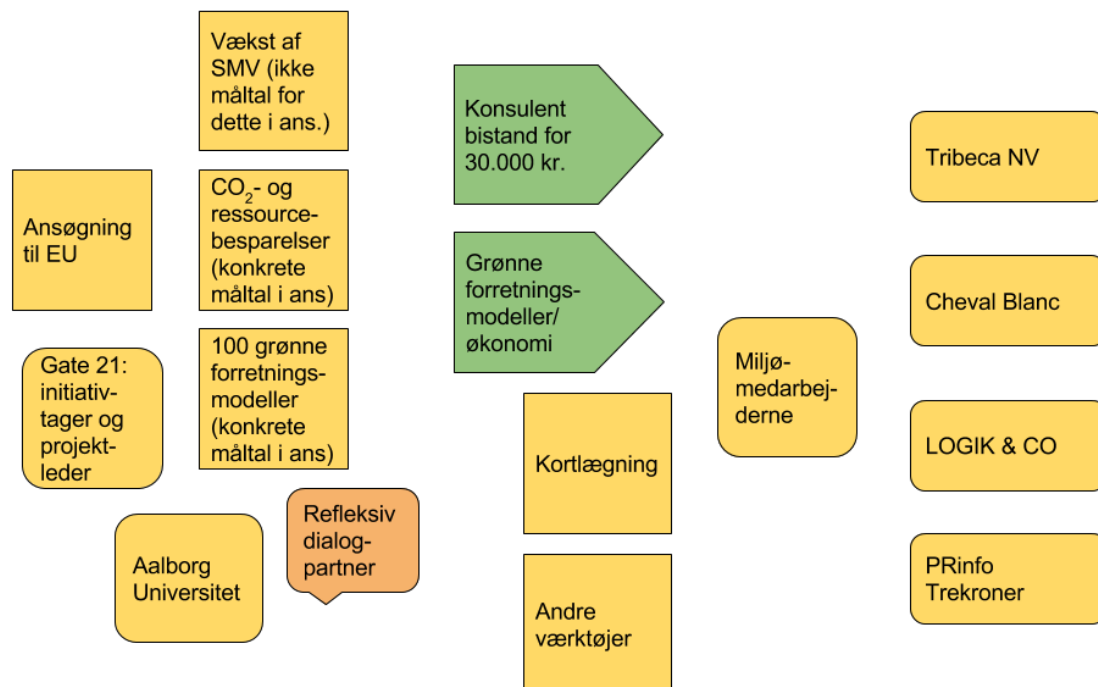 Vækst af
SMV (ikke
måltal for
dette i ans.)
Ansøgning
til EU
CO₂- og
ressource-
besparelser
(konkrete
måltal i ans)
Gate 21:
initiativ-
tager og
projekt-
leder
100 grønne
forretnings-
modeller
(konkrete
måltal i ans)
Aalborg
Universitet
Refleksiv
dialog-
partner
Konsulent
bistand for
30.000 kr.
Grønne
forretnings-
modeller/
økonomi
Kortlægning
Andre
værktøjer
Miljø-
medarbej-
derne
Tribeca NV
Cheval Blanc
LOGIK & CO
PRinfo
Trekroner